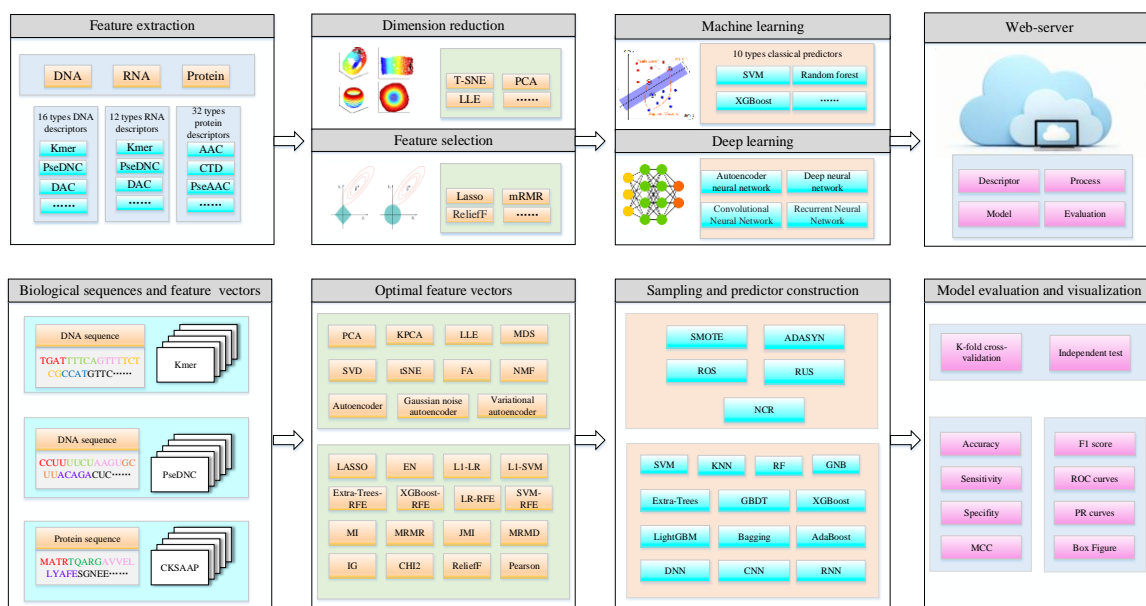 Feature extraction
DNA
RNA
Protein
16 types DNA
descriptors
Kmer
PseDNC
DAC
······
12 types RNA
descriptors
Kmer
PseDNC
DAC
······
32 types
protein
descriptors
AAC
CTD
PseAAC
······
Dimension reduction
T-SNE
PCA
LLE
······
Feature selection
Lasso
mRMR
ReliefF
······
Machine learning
10 types classical predictors
SVM
Random forest
XGBoost
······
Deep learning
Autoencoder
neural network
Deep neural
network
Convolutional
Neural Network
Recurrent Neural
Network
Web-server
Descriptor
Process
Model
Evaluation
Biological sequences and feature vectors
DNA sequence
TGATTTTCAGTTTTCT
CGCCATGTTC······
Kmer
DNA sequence
CCUUUUCUAAGUGC
UUACAGACUC······
PseDNC
Protein sequence
MATRTQARGAVVEL
LYAFESGNEE······
CKSAAP
Optimal feature vectors
PCA
KPCA
LLE
MDS
SVD
tSNE
FA
NMF
Autoencoder
Gaussian noise
autoencoder
Variational
autoencoder
LASSO
EN
L1-LR
L1-SVM
Extra-Trees-
RFE
XGBoost-
RFE
LR-RFE
SVM-
RFE
MI
MRMR
JMI
MRMD
IG
CHI2
ReliefF
Pearson
Sampling and predictor construction
SMOTE
ADASYN
ROS
RUS
NCR
SVM
KNN
RF
GNB
Extra-Trees
GBDT
XGBoost
LightGBM
Bagging
AdaBoost
DNN
CNN
RNN
Model evaluation and visualization
K-fold cross-
validation
Independent test
Accuracy
F1 score
Sensitivity
ROC curves
Specifity
PR curves
MCC
Box Figure